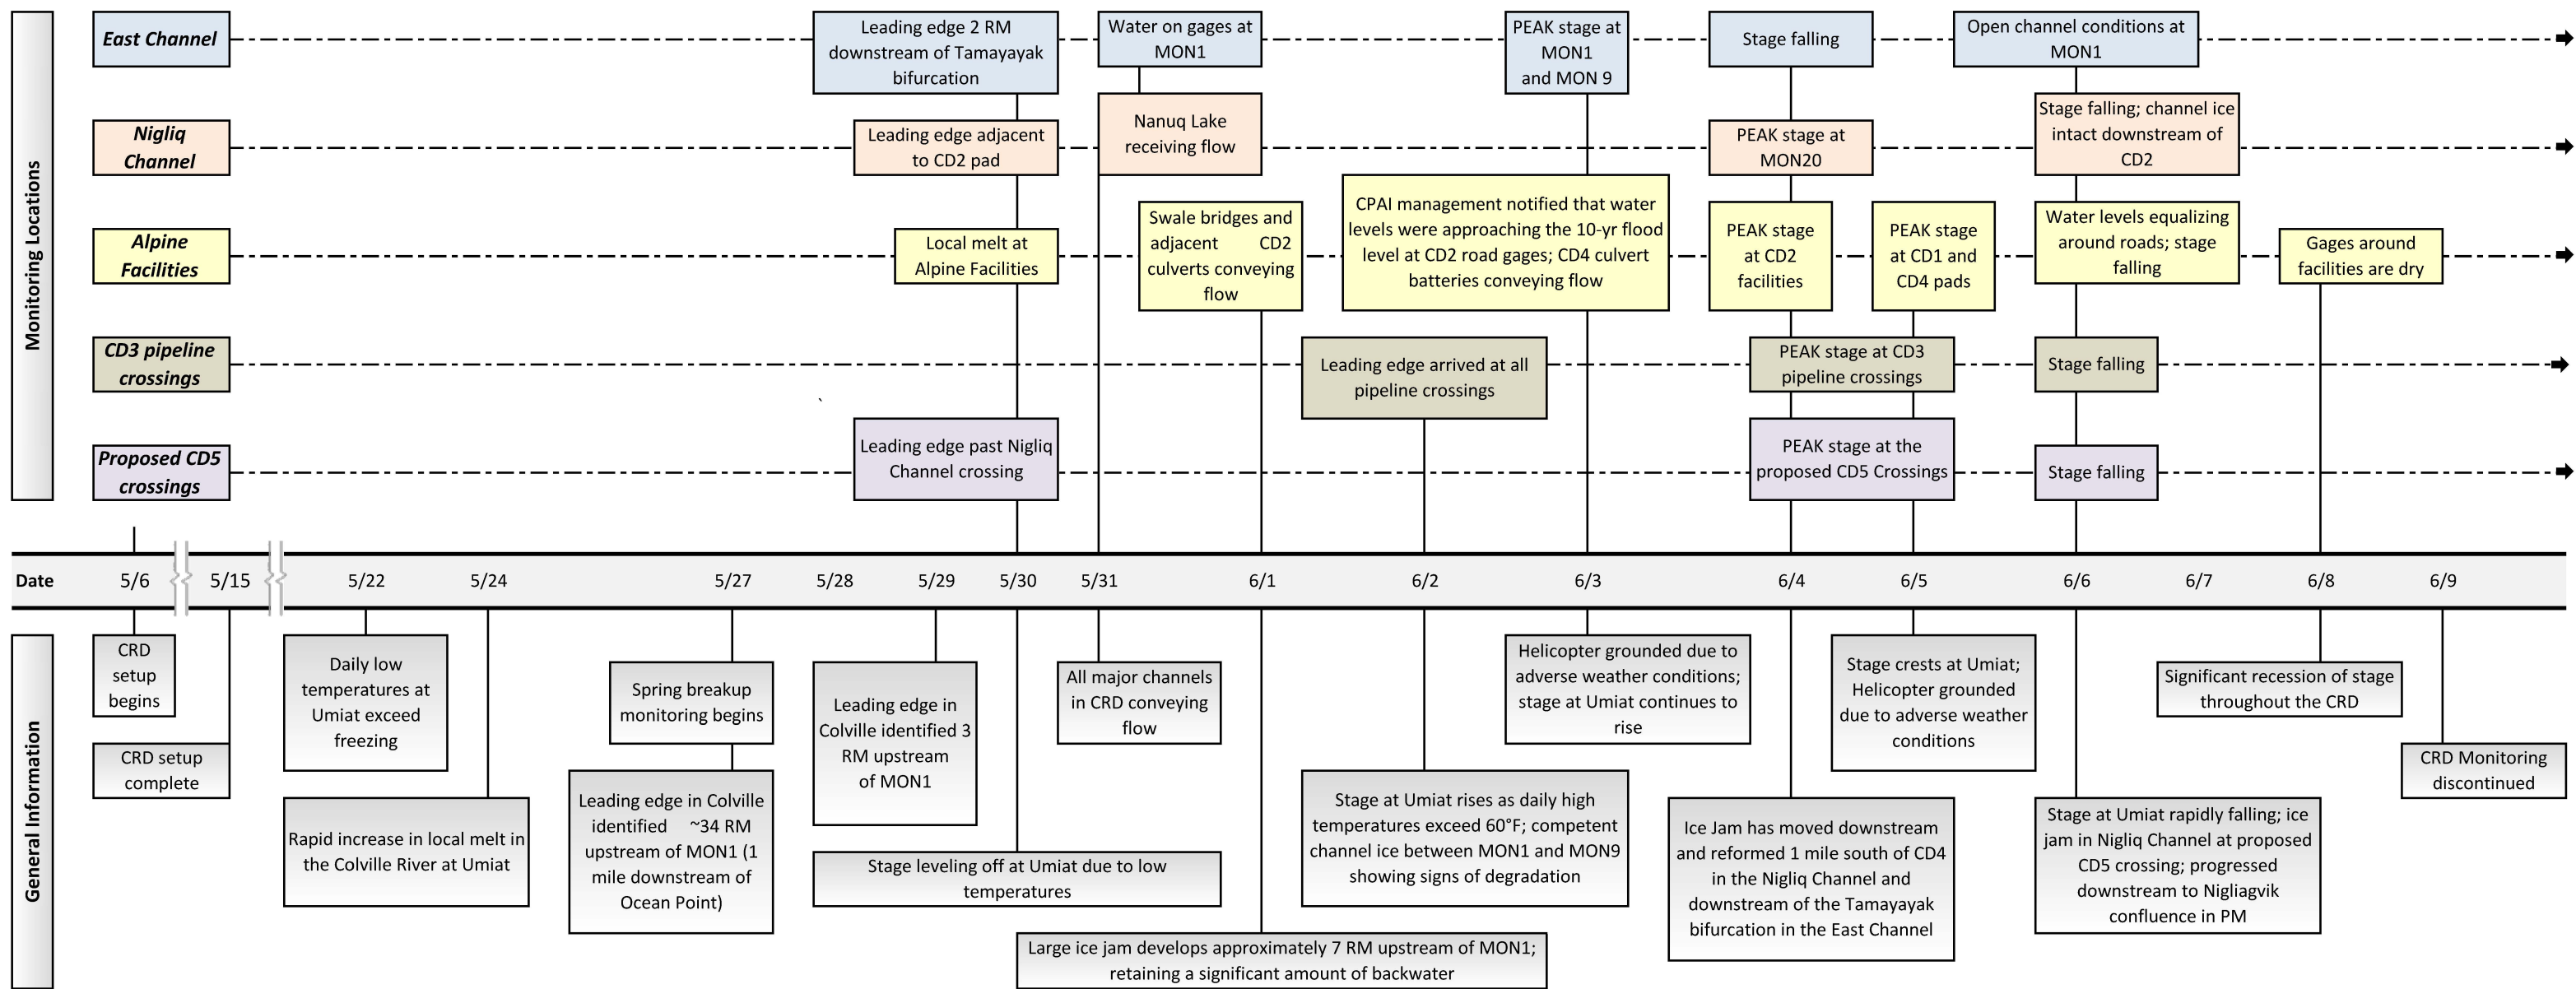 Monitoring Locations
East Channel
Leading edge 2 RM
downstream of Tamayayak
bifurcation
Water on gages at
MON1
PEAK stage at
MON1
and MON 9
Stage falling
Open channel conditions at
MON1
Nigliq
Channel
Leading edge adjacent
to CD2 pad
Nanuq Lake
receiving flow
PEAK stage at
MON20
Stage falling; channel ice
intact downstream of
CD2
Alpine
Facilities
Local melt at
Alpine Facilities
Swale bridges and
adjacent CD2
culverts conveying
flow
CPAI management notified that water
levels were approaching the 10-yr flood
level at CD2 road gages; CD4 culvert
batteries conveying flow
PEAK stage
at CD2
facilities
PEAK stage
at CD1 and
CD4 pads
Water levels equalizing
around roads; stage
falling
Gages around
facilities are dry
CD3 pipeline
crossings
Leading edge arrived at all
pipeline crossings
PEAK stage at CD3
pipeline crossings
Stage falling
`
Proposed CD5
crossings
Leading edge past Nigliq
Channel crossing
PEAK stage at the
proposed CD5 Crossings
Stage falling
Date 5/6 5/15 5/22 5/24 5/27 5/28 5/29 5/30 5/31 6/1 6/2 6/3 6/4 6/5 6/6 6/7 6/8 6/9
General Information
CRD
setup
begins
CRD setup
complete
Daily low
temperatures at
Umiat exceed
freezing
Rapid increase in local melt in
the Colville River at Umiat
Spring breakup
monitoring begins
Leading edge in Colville
identified ~34 RM
upstream of MON1 (1
mile downstream of
Ocean Point)
Leading edge in
Colville identified 3
RM upstream
of MON1
Stage leveling off at Umiat due to low
temperatures
All major channels
in CRD conveying
flow
Large ice jam develops approximately 7 RM upstream of MON1;
retaining a significant amount of backwater
Stage at Umiat rises as daily high
temperatures exceed 60°F; competent
channel ice between MON1 and MON9
showing signs of degradation
Helicopter grounded due to
adverse weather conditions;
stage at Umiat continues to
rise
Ice Jam has moved downstream
and reformed 1 mile south of CD4
in the Nigliq Channel and
downstream of the Tamayayak
bifurcation in the East Channel
Stage crests at Umiat;
Helicopter grounded
due to adverse weather
conditions
Stage at Umiat rapidly falling; ice
jam in Nigliq Channel at proposed
CD5 crossing; progressed
downstream to Nigliagvik
confluence in PM
Significant recession of stage
throughout the CRD
CRD Monitoring
discontinued